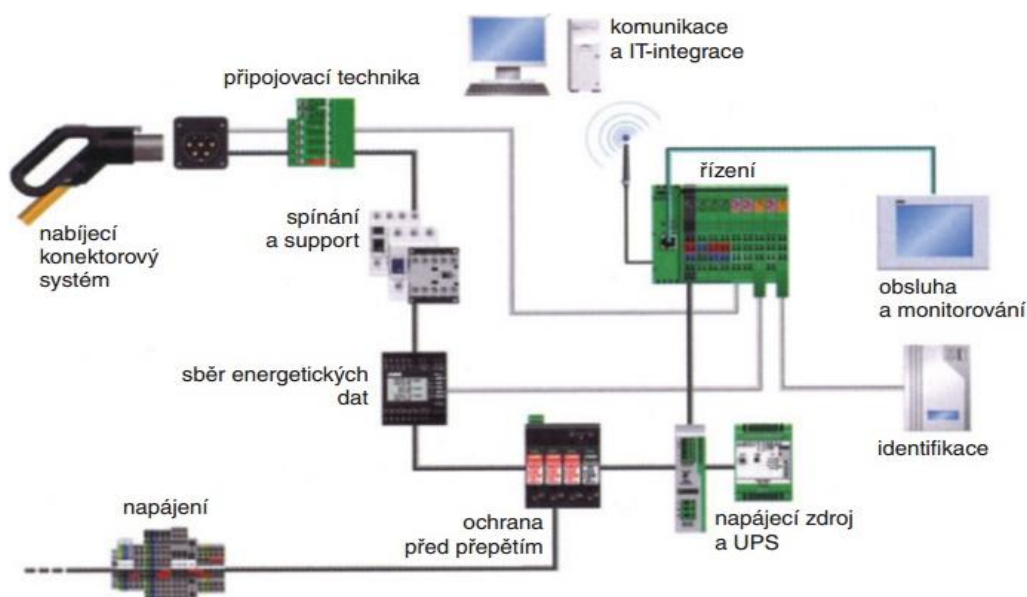 komunikace
a IT-integrace
připojovací technika
řízení
spínání
a support
nabíjecí
konektorový
systém
obsluha
a monitorování
sběr energetických
dat
identifikace
napájení
ochrana
před přepětím
napájecí zdroj
a UPS